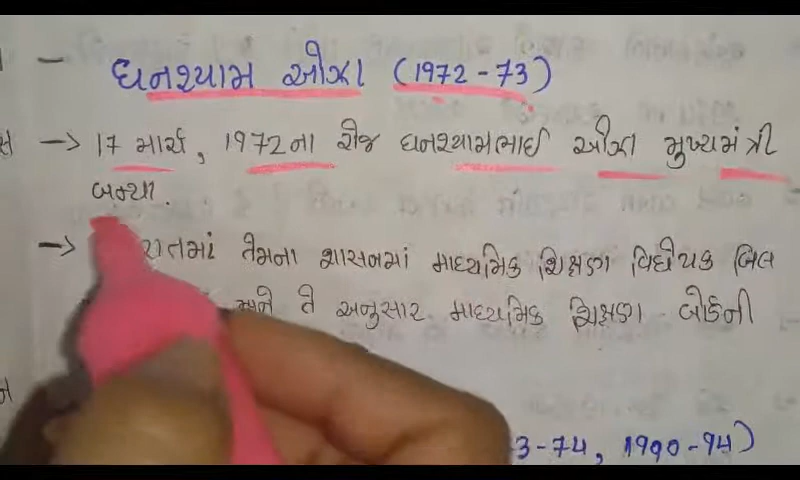 ઘનશ્યામ ઓઝા (1972-73)
→ 17 માર્ચ, 1972ના રોજ ઘનશ્યામભાઈ ઓઝા મુખ્યમંત્રી
બન્યા.
→ તેમના શાસનમાં માધ્યમિક શિક્ષણ વિધેયક બિલ
અને તે અનુસાર માધ્યમિક શિક્ષણ બોર્ડની
3-74, 1990-94)